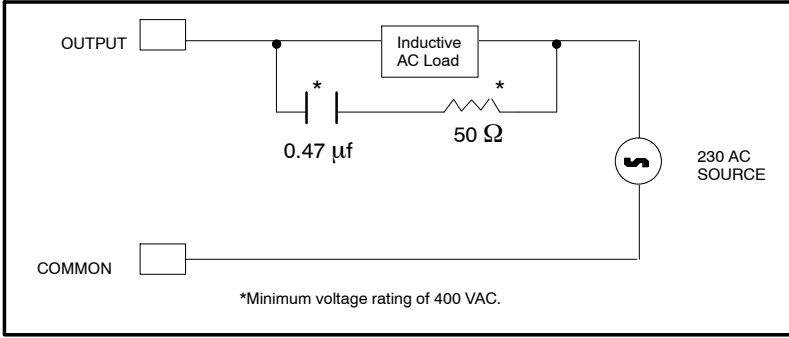 OUTPUT
Inductive
AC Load
*
*
0.47 μf
50 Ω
230 AC
SOURCE
COMMON
*Minimum voltage rating of 400 VAC.